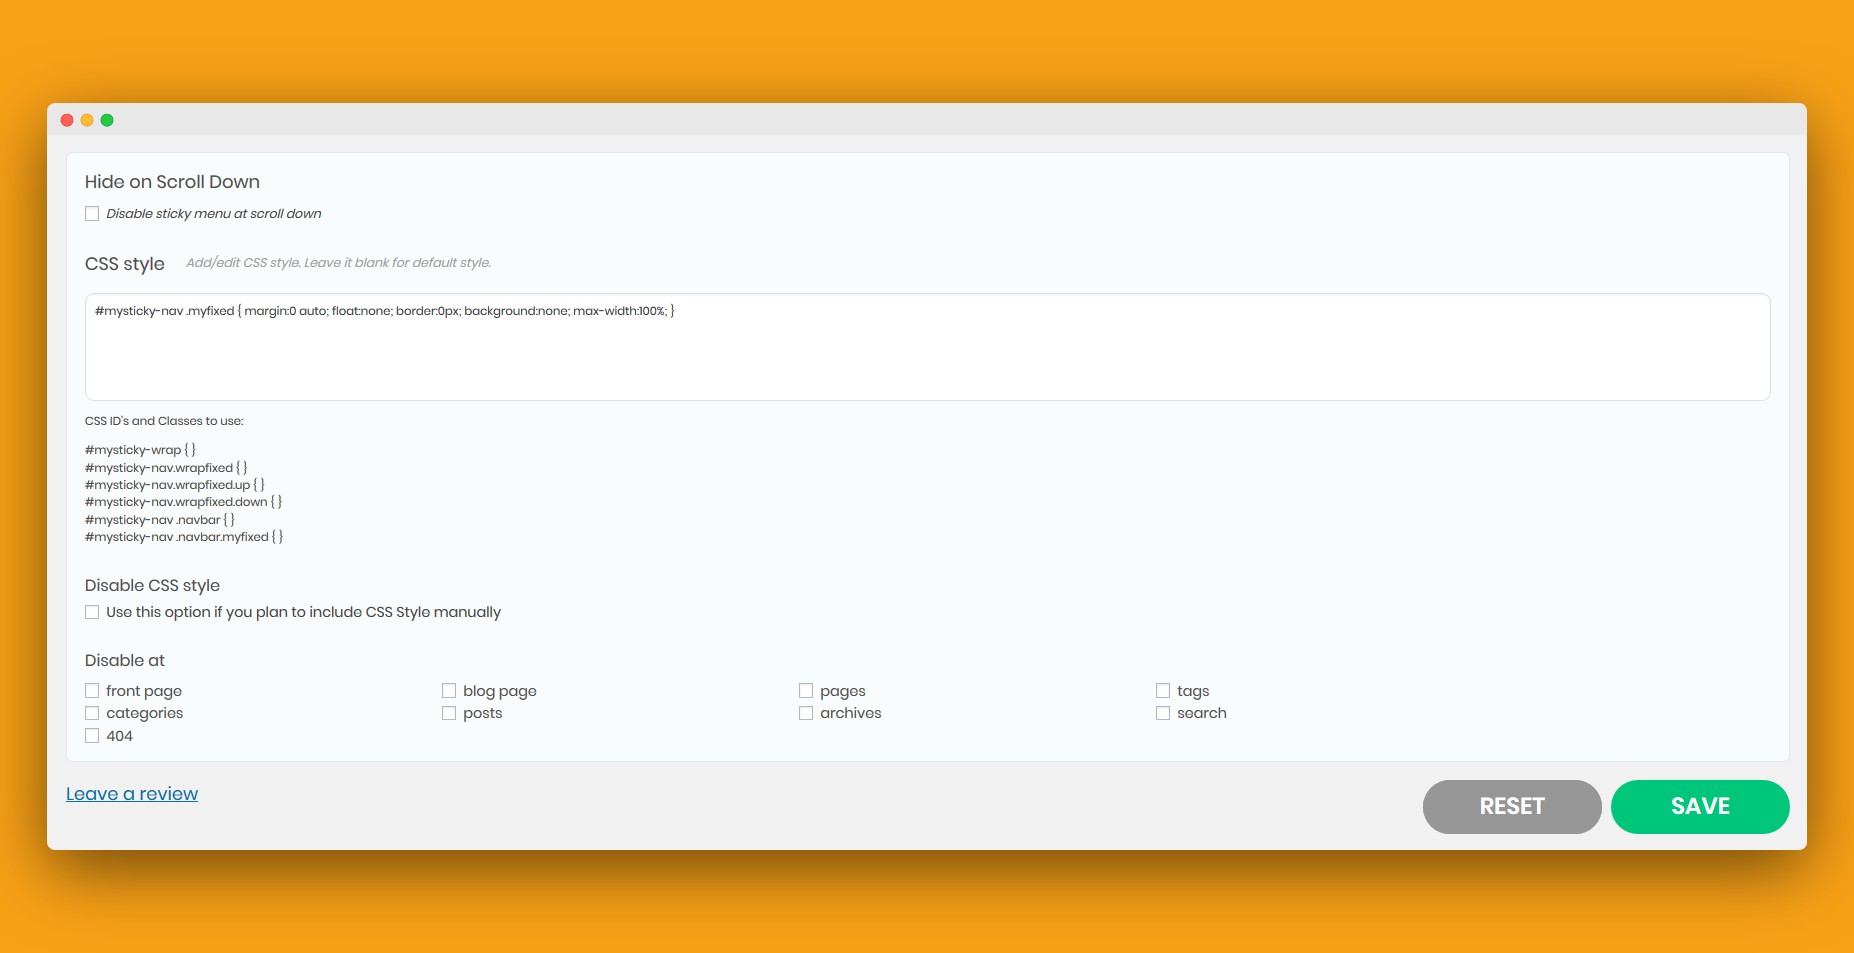 Hide on Scroll Down
Disable sticky menu at scroll down
CSS style Add/edit CSS style. Leave it blank for default style.
#mysticky-nav .myfixed { margin:0 auto; float:none; border:0px; background:none; max-width:100%; }
CSS ID's and Classes to use:
#mysticky-wrap { }
#mysticky-nav.wrapfixed { }
#mysticky-nav.wrapfixed.up { }
#mysticky-nav.wrapfixed.down { }
#mysticky-nav .navbar { }
#mysticky-nav .navbar.myfixed { }
Disable CSS style
Use this option if you plan to include CSS Style manually
Disable at
front page blog page pages tags
categories posts archives search
404
Leave a review RESET SAVE